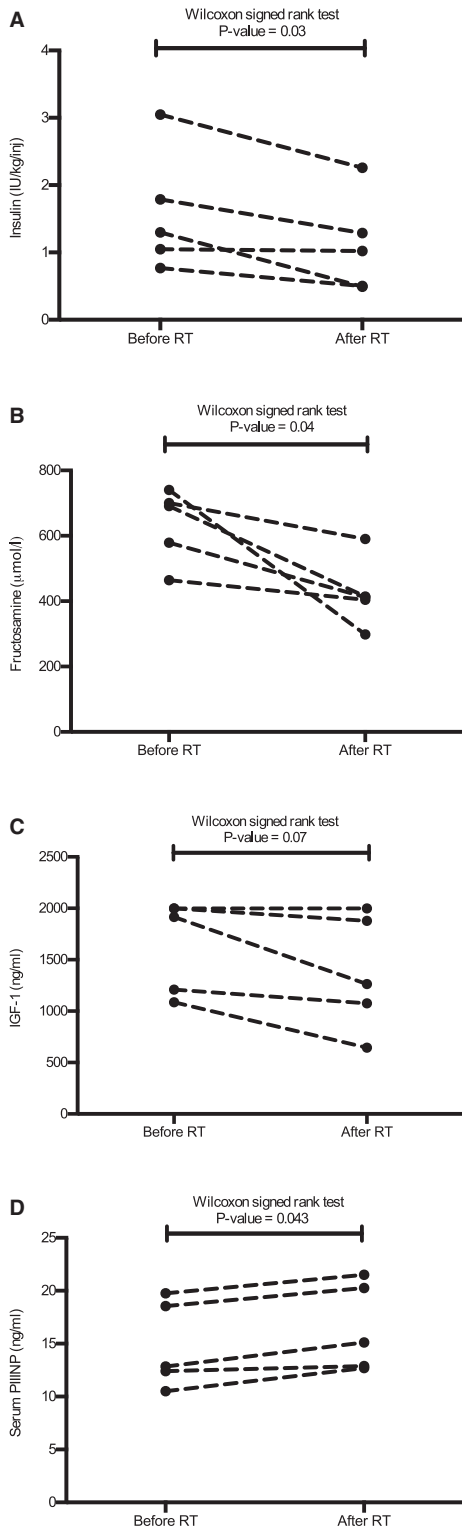 A
Wilcoxon signed rank test
P-value = 0.03
Insulin (IU/kg/inj)
4
3
2
1
0
Before RT
After RT
B
Wilcoxon signed rank test
P-value = 0.04
Fructosamine (μmol/l)
800
600
400
200
0
Before RT
After RT
C
Wilcoxon signed rank test
P-value = 0.07
IGF-1 (ng/ml)
2500
2000
1500
1000
500
0
Before RT
After RT
D
Wilcoxon signed rank test
P-value = 0.043
Serum PIIINP (ng/ml)
25
20
15
10
5
0
Before RT
After RT